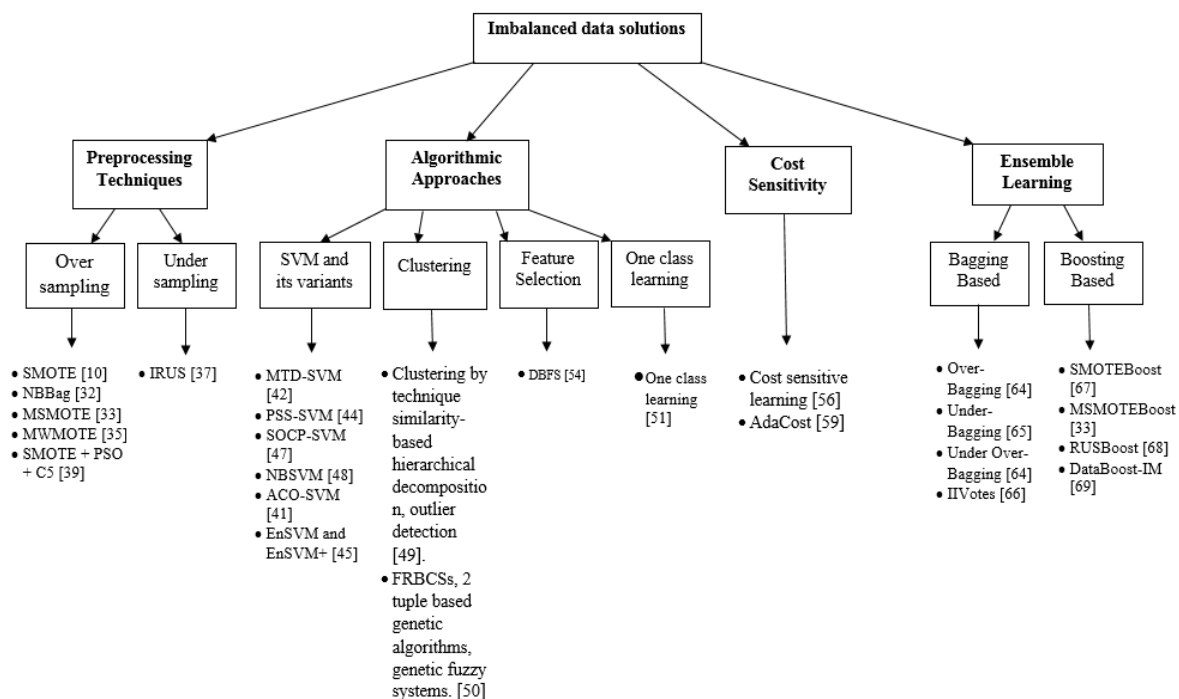 Imbalanced data solutions
Preprocessing
Techniques
Algorithmic
Approaches
Cost
Sensitivity
Ensemble
Learning
Over
sampling
Under
sampling
SVM and
its variants
Clustering
Feature
Selection
One class
learning
Bagging
Based
Boosting
Based
• SMOTE [10]
• NBBag [32]
• MSMOTE [33]
• MWMOTE [35]
• SMOTE + PSO
+ C5 [39]
• IRUS [37]
• MTD-SVM
[42]
• PSS-SVM [44]
• SOCP-SVM
[47]
• NBSVM [48]
• ACO-SVM
[41]
• EnSVM and
EnSVM+ [45]
• Clustering by
technique
similarity-
based
hierarchical
decompositio
n, outlier
detection
[49].
• FRBCSs, 2
tuple based
genetic
algorithms,
genetic fuzzy
systems. [50]
• DBFS [54]
• One class
learning
[51]
• Cost sensitive
learning [56]
• AdaCost [59]
• Over-
Bagging [64]
• Under-
Bagging [65]
• Under Over-
Bagging [64]
• IIVotes [66]
• SMOTEBoost
[67]
• MSMOTEBoost
[33]
• RUSBoost [68]
• DataBoost-IM
[69]